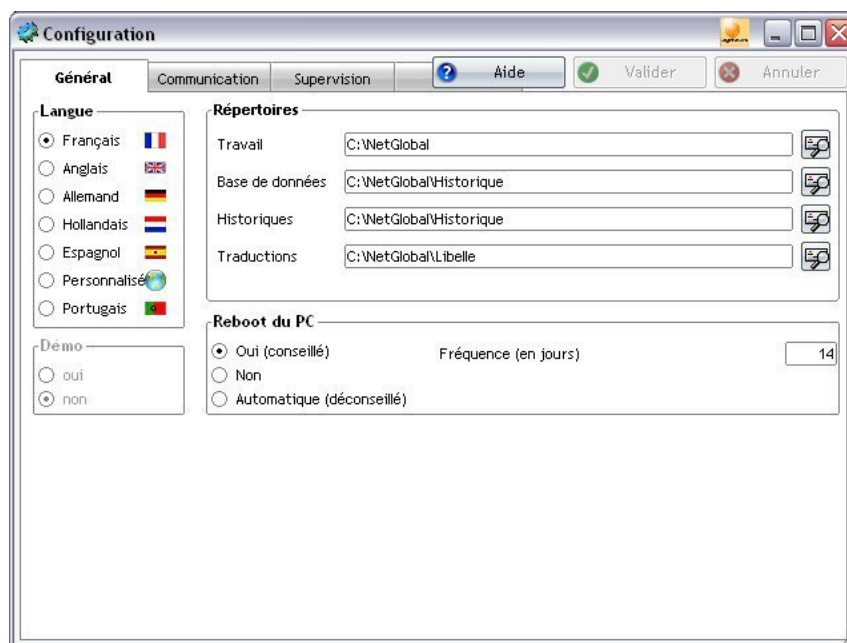 Configuration
Général
Communication
Supervision
Aide
Valider
Annuler
Langue
Français
Anglais
Allemand
Hollandais
Espagnol
Personnalisé
Portugais
Démo
oui
non
Répertoires
Travail C:\NetGlobal
Base de données C:\NetGlobal\Historique
Historiques C:\NetGlobal\Historique
Traductions C:\NetGlobal\Libelle
Reboot du PC
Oui (conseillé) Fréquence (en jours) 14
Non
Automatique (déconseillé)